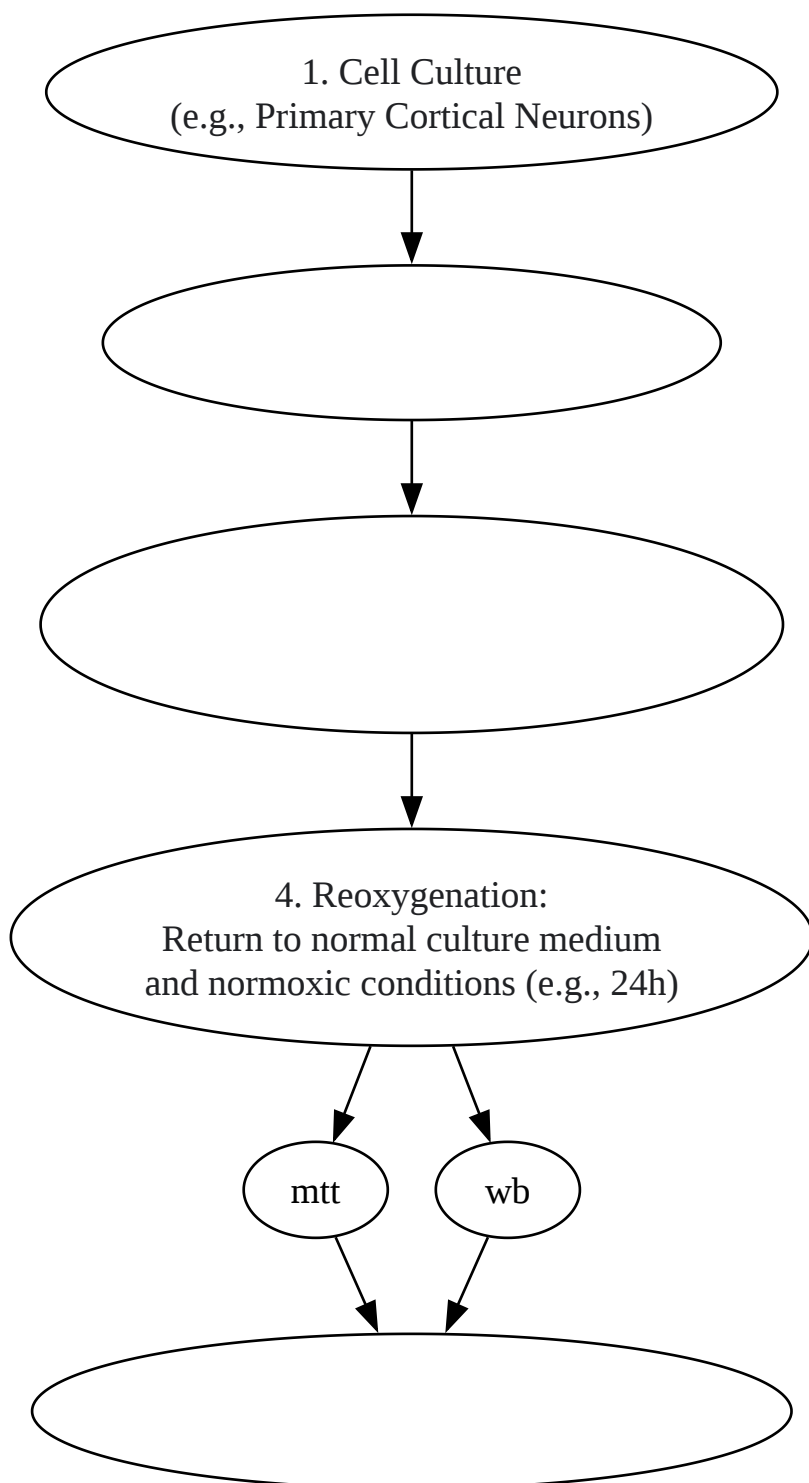 1. Cell Culture
(e.g., Primary Cortical Neurons)
4. Reoxygenation:
Return to normal culture medium
and normoxic conditions (e.g., 24h)
mtt
wb